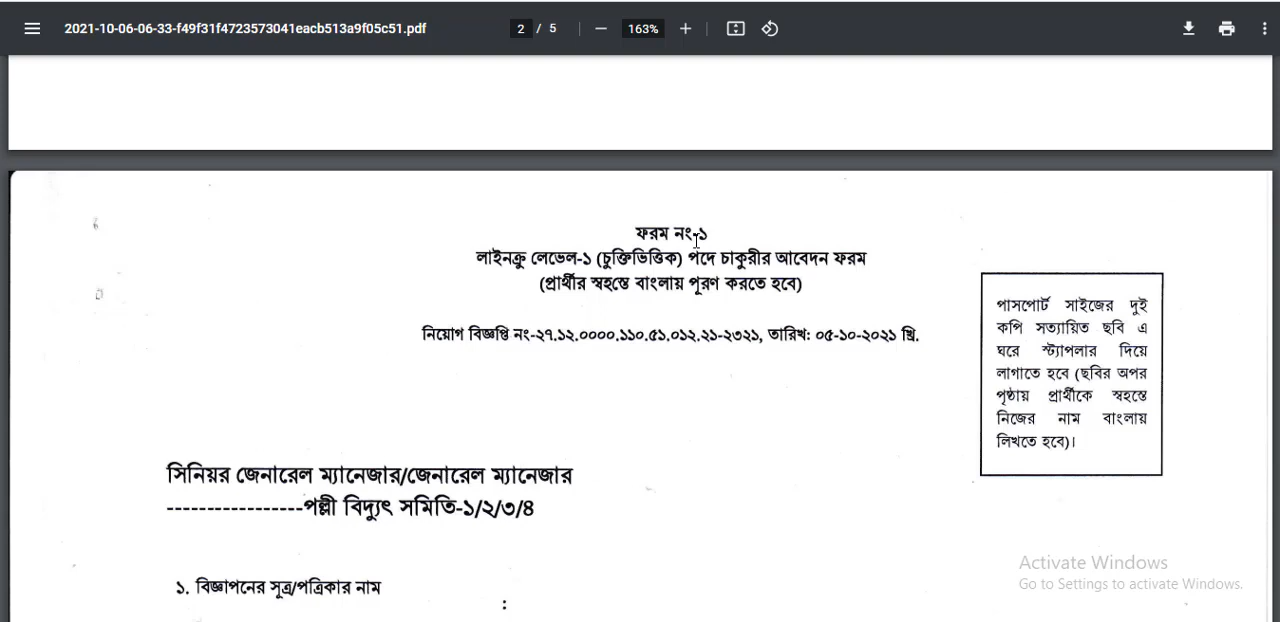 2021-10-06-06-33-f49f31f4723573041eacb513a9f05c51.pdf 2 / 5 163%
ফরম নং-১
লাইনক্রু লেভেল-১ (চুক্তিভিত্তিক) পদে চাকুরীর আবেদন ফরম
(প্রার্থীর স্বহস্তে বাংলায় পূরণ করতে হবে)
নিয়োগ বিজ্ঞপ্তি নং-২৭.১২.০০০০.১১০.৫১.০১২.২১-২৩২১, তারিখ: ০৫-১০-২০২১ খ্রি.
পাসপোর্ট সাইজের দুই
কপি সত্যায়িত ছবি এ
ঘরে স্ট্যাপলার দিয়ে
লাগাতে হবে (ছবির অপর
পৃষ্ঠায় প্রার্থীকে স্বহস্তে
নিজের নাম বাংলায়
লিখতে হবে)।
সিনিয়র জেনারেল ম্যানেজার/জেনারেল ম্যানেজার
-----------------পল্লী বিদ্যুৎ সমিতি-১/২/৩/৪
১. বিজ্ঞাপনের সূত্র/পত্রিকার নাম
:
Activate Windows
Go to Settings to activate Windows.